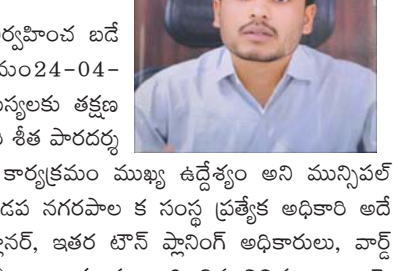 ర్వహించ బడే
నుం24-04-
స్యలకు తక్షణ
శీత పారదర్శ
కార్యక్రమం ముఖ్య ఉద్దేశ్యం అని మున్సిపల్
డప నగరపాల క సంస్థ ప్రత్యేక అధికారి అదే
నర్, ఇతర టౌన్ ప్లానింగ్ అధికారులు, వార్డ్